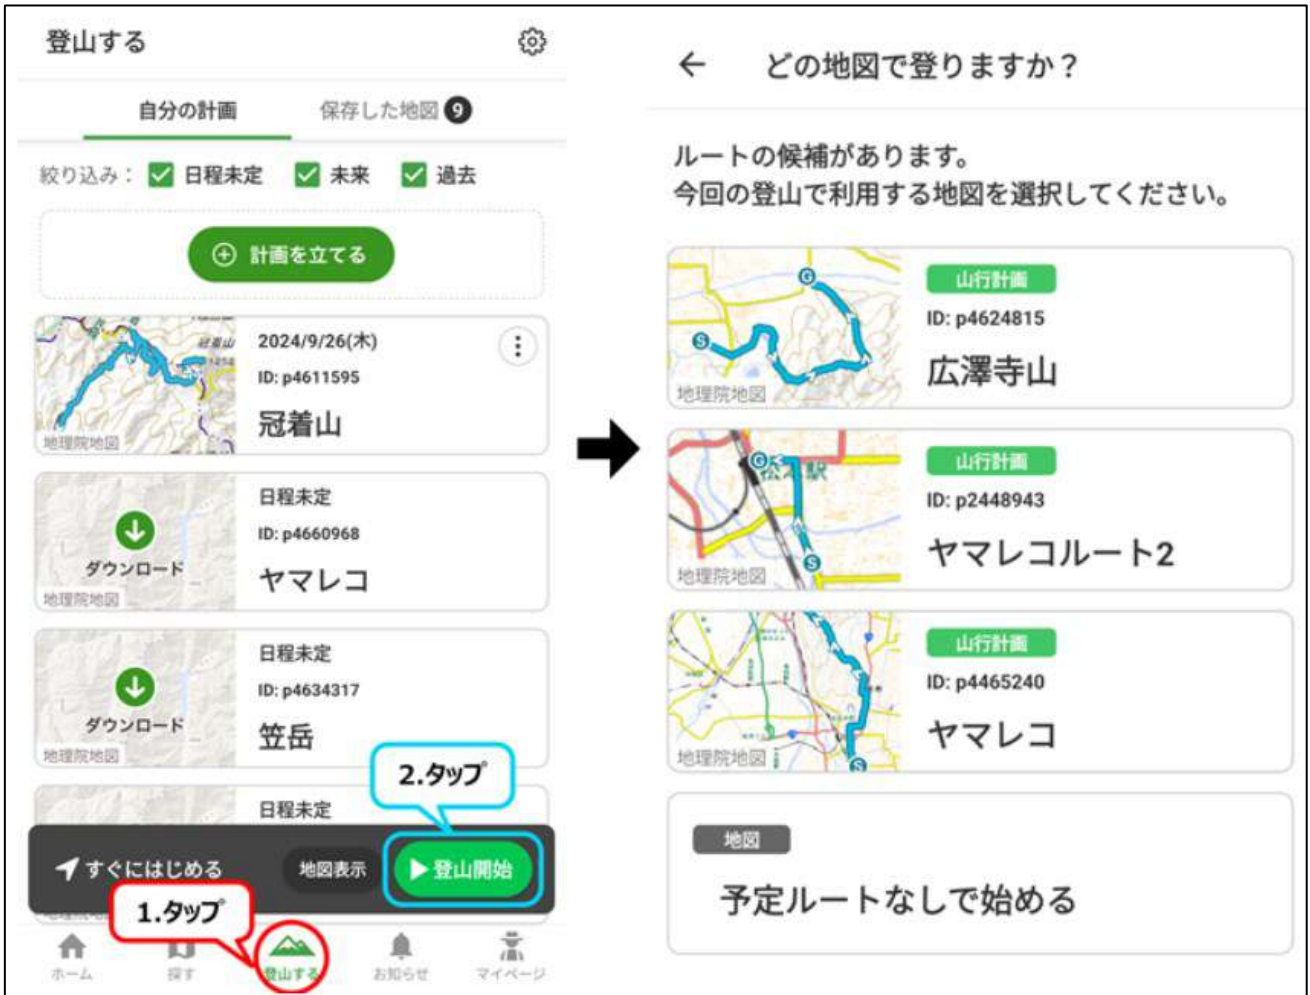 登山する
自分の計画
保存した地図 9
絞り込み： 日程未定 未来 過去
計画を立てる
冠着山
地理院地図
2024/9/26(木)
ID: p4611595
冠着山
ダウンロード
地理院地図
日程未定
ID: p4660968
ヤマレコ
ダウンロード
地理院地図
日程未定
ID: p4634317
笠岳
日程未定
2.タップ
すぐにはじめる
地図表示
登山開始
1.タップ
ホーム
探す
登山する
お知らせ
マイページ
どの地図で登りますか？
ルートの候補があります。
今回の登山で利用する地図を選択してください。
S
G
地理院地図
山行計画
ID: p4624815
広澤寺山
G
S
地理院地図
山行計画
ID: p2448943
ヤマレコルート2
S
地理院地図
山行計画
ID: p4465240
ヤマレコ
地図
予定ルートなしで始める